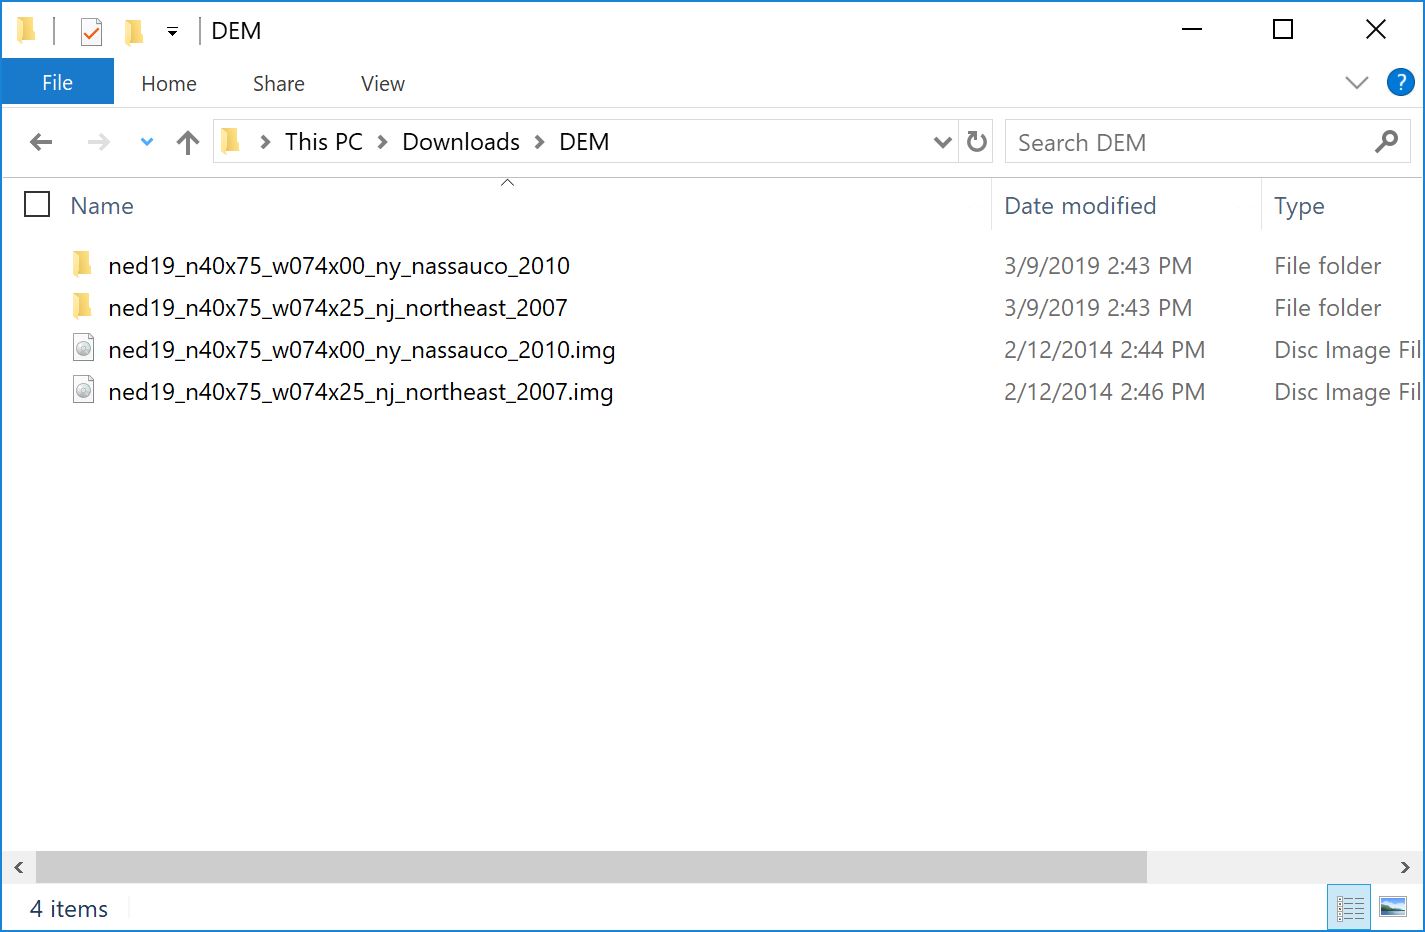 DEM
File Home Share View ?
This PC Downloads DEM Search DEM
Name Date modified Type
ned19_n40x75_w074x00_ny_nassauco_2010 3/9/2019 2:43 PM File folder
ned19_n40x75_w074x25_nj_northeast_2007 3/9/2019 2:43 PM File folder
ned19_n40x75_w074x00_ny_nassauco_2010.img 2/12/2014 2:44 PM Disc Image Fil
ned19_n40x75_w074x25_nj_northeast_2007.img 2/12/2014 2:46 PM Disc Image Fil
4 items